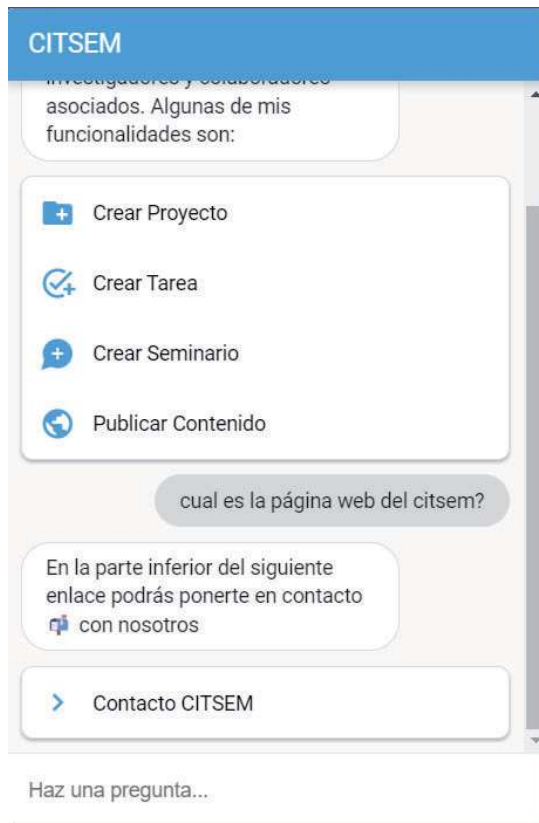 CITSEM
investigadores y colaboradores
asociados. Algunas de mis
funcionalidades son:
Crear Proyecto
Crear Tarea
Crear Seminario
Publicar Contenido
cual es la página web del citsem?
En la parte inferior del siguiente
enlace podrás ponerte en contacto
📬 con nosotros
Contacto CITSEM
Haz una pregunta...